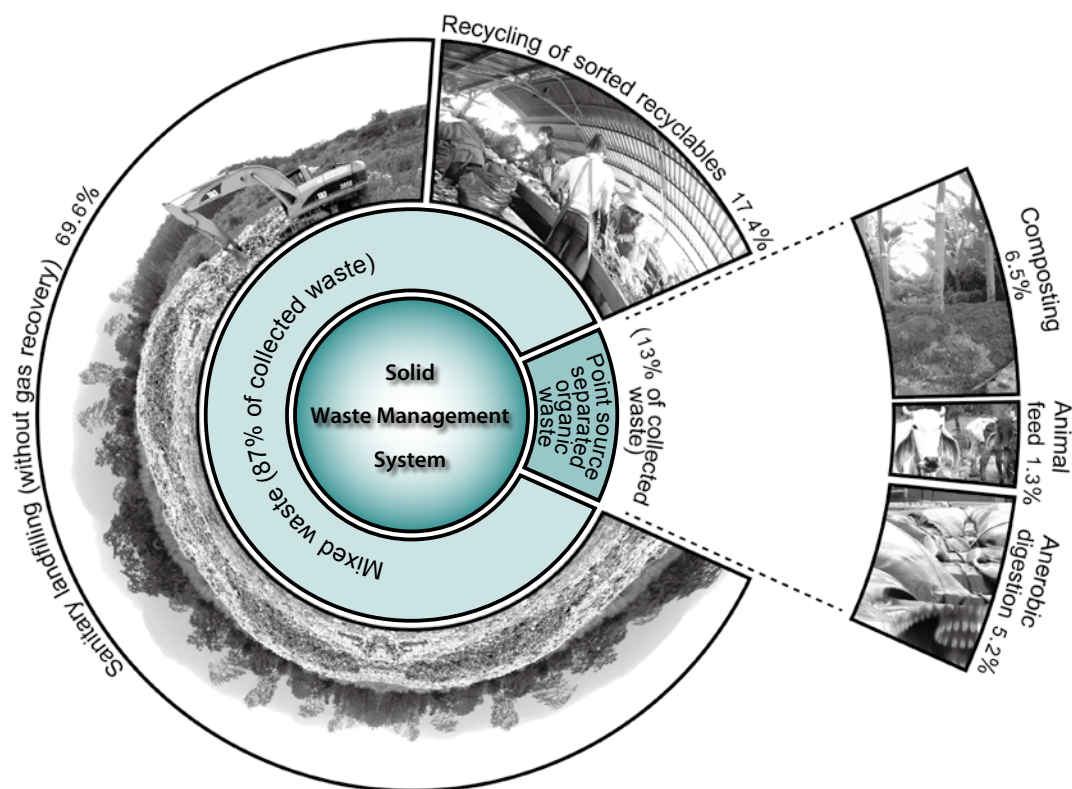 Recycling of sorted recyclables 17.4%
Sanitary landfilling (without gas recovery) 69.6%
Mixed waste (87% of collected waste)
Solid
Waste Management
System
Point source
separated
organic
waste
(13% of collected
waste)
Composting
6.5%
Animal
feed 1.3%
Anerobic
digestion 5.2%